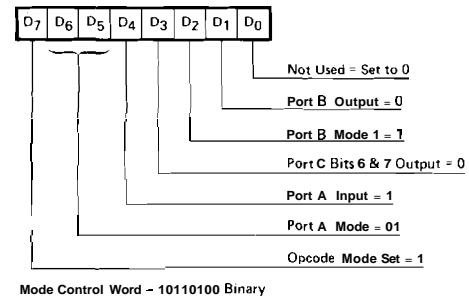 D7 D6 D5 D4 D3 D2 D1 D0
Not Used = Set to 0
Port B Output = 0
Port B Mode 1 = 1
Port C Bits 6 & 7 Output = 0
Port A Input = 1
Port A Mode = 01
Opcode Mode Set = 1
Mode Control Word – 10110100 Binary